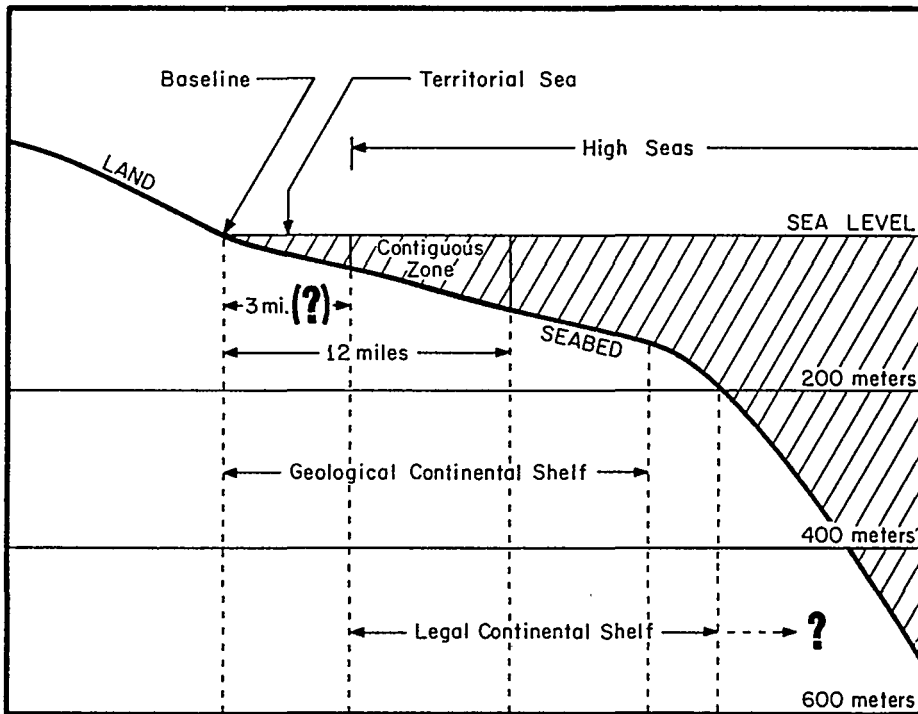 Baseline
Territorial Sea
High Seas
LAND
SEA LEVEL
Contiguous
Zone
3 mi. (?)
12 miles
SEABED
200 meters
Geological Continental Shelf
400 meters
Legal Continental Shelf
?
600 meters